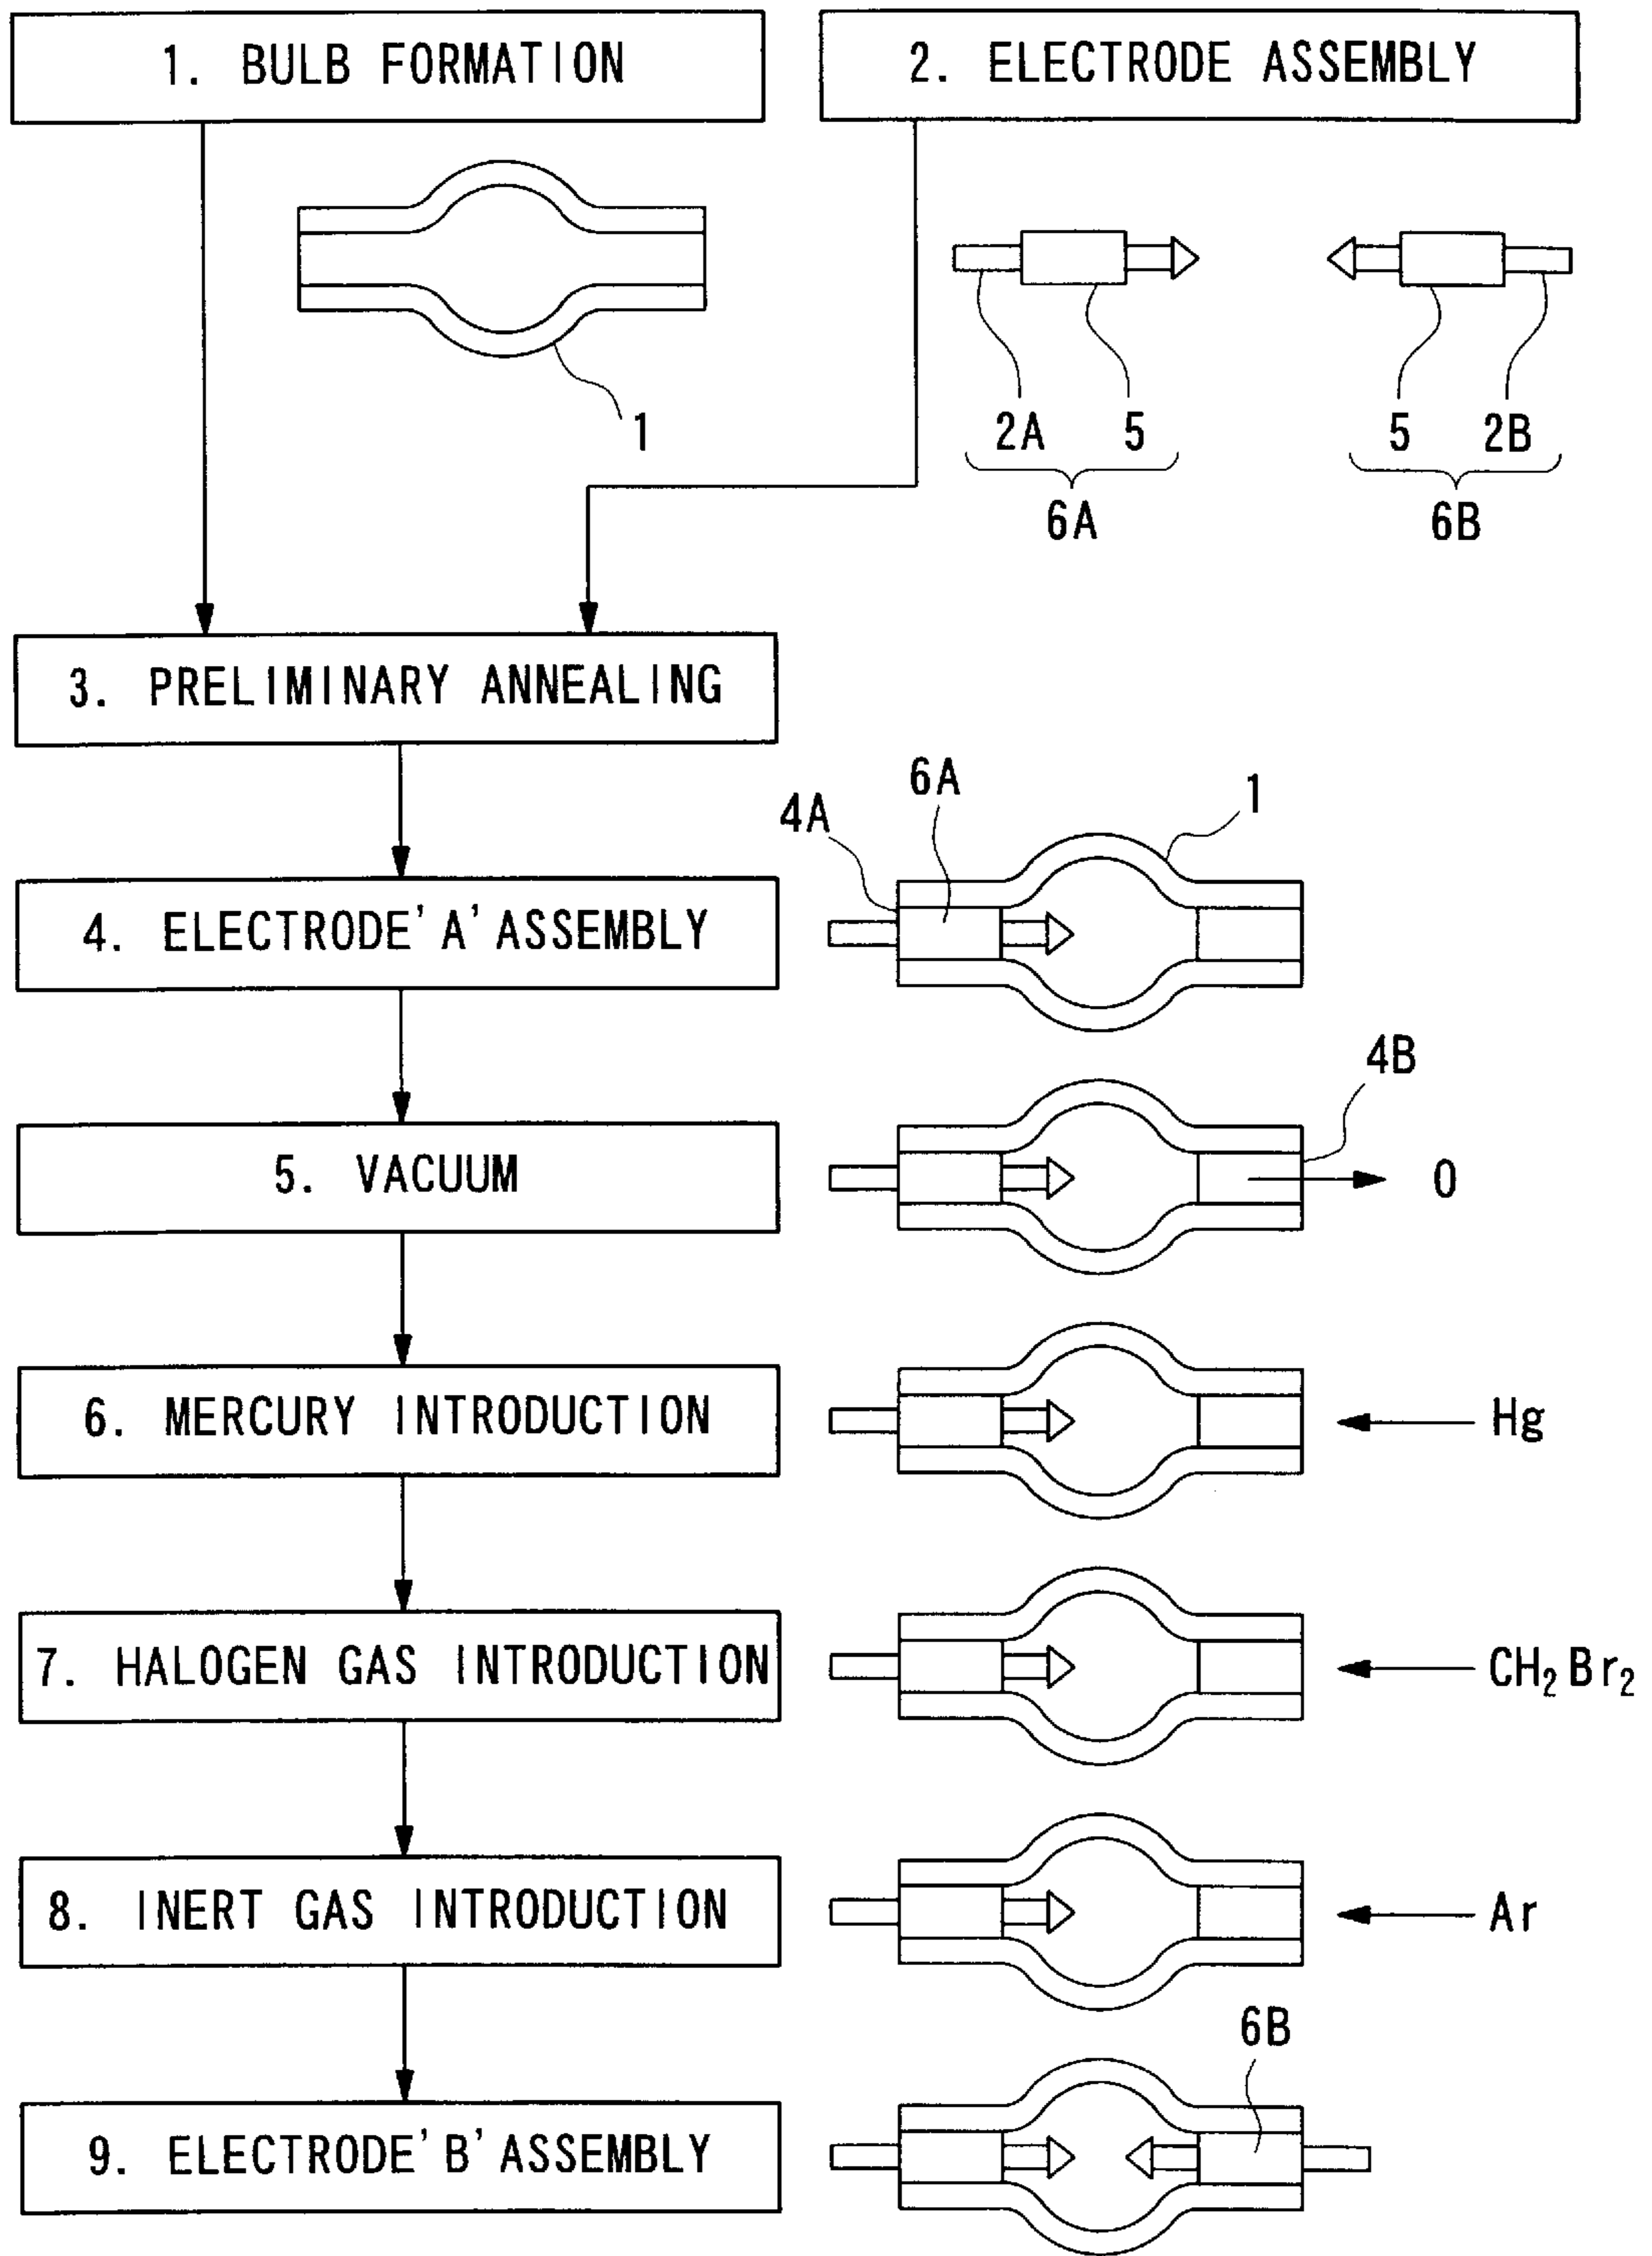 1. BULB FORMATION
2. ELECTRODE ASSEMBLY
1
2A 5
6A
5 2B
6B
3. PRELIMINARY ANNEALING
4. ELECTRODE'A'ASSEMBLY
4A
6A
1
5. VACUUM
4B
O
6. MERCURY INTRODUCTION
Hg
7. HALOGEN GAS INTRODUCTION
CH₂Br₂
8. INERT GAS INTRODUCTION
Ar
9. ELECTRODE'B'ASSEMBLY
6B